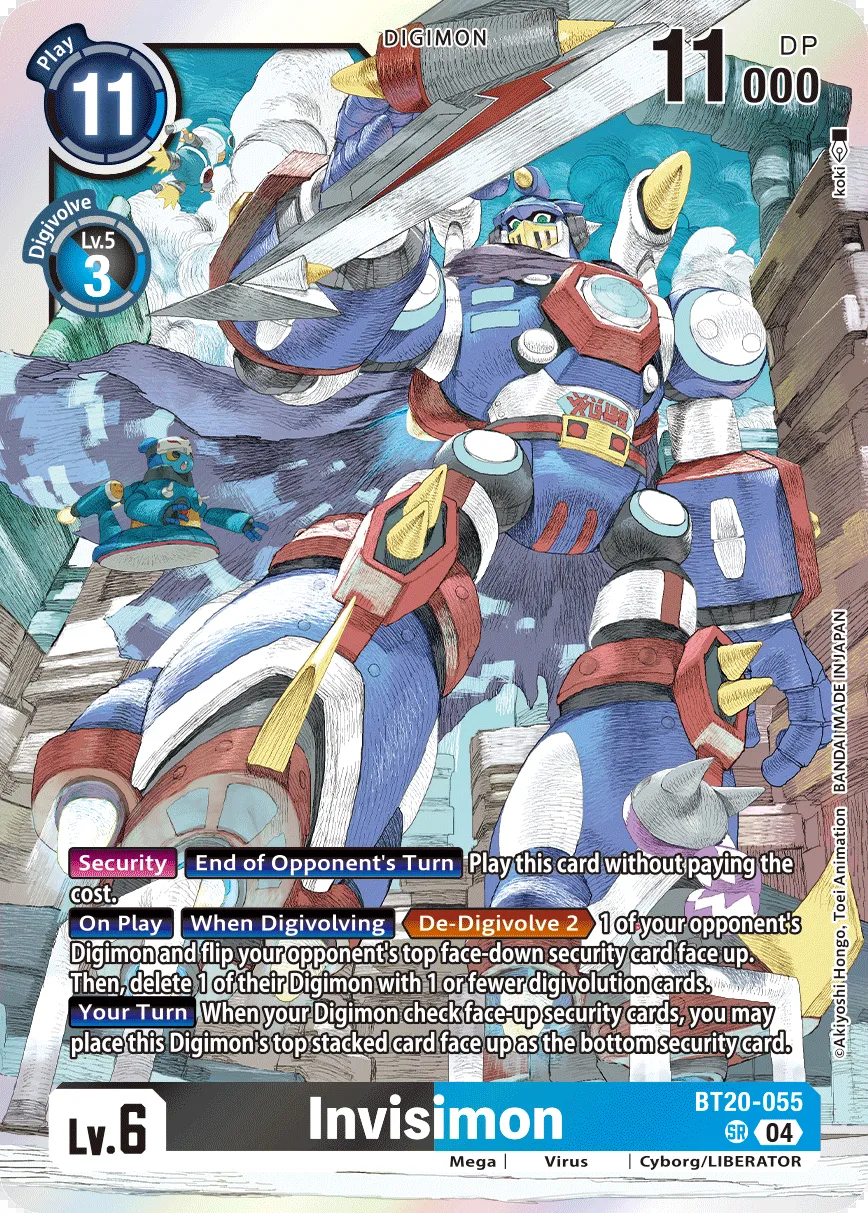 DIGIMON
Play
11
11000
DP
koki
Digivolve
Lv.5
3
Security End of Opponent's Turn Play this card without paying the
cost.
On Play When Digivolving De-Digivolve 2 1 of your opponent's
Digimon and flip your opponent's top face-down security card face up.
Then, delete 1 of their Digimon with 1 or fewer digivolution cards.
Your Turn When your Digimon check face-up security cards, you may
place this Digimon's top stacked card face up as the bottom security card.
©Akiyoshi Hongo, Toei Animation BANDAI MADE IN JAPAN
Lv.6
Invisimon
BT20-055
SR 04
Mega | Virus | Cyborg/LIBERATOR